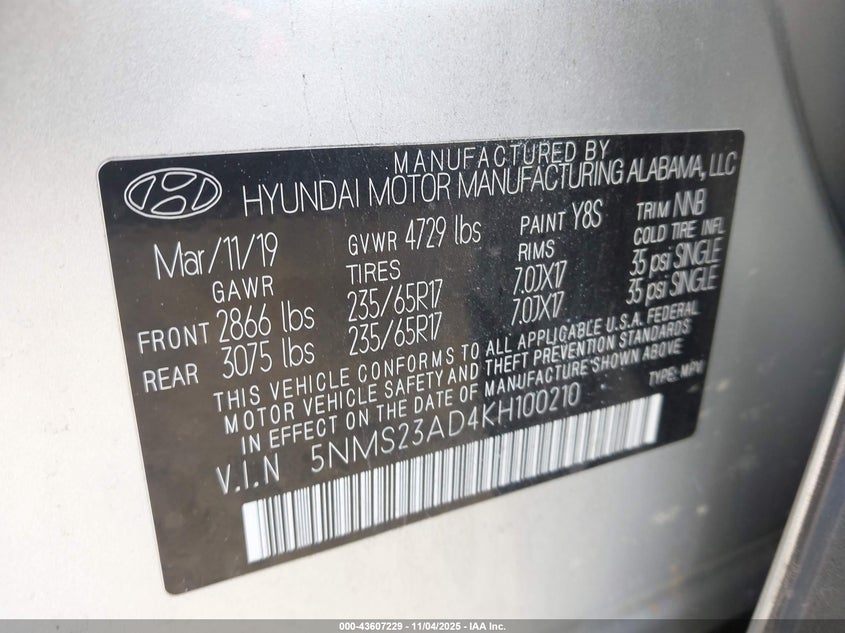 MANUFACTURED BY
HYUNDAI MOTOR MANUFACTURING ALABAMA, LLC
Mar/11/19 GVWR 4729 lbs PAINT Y8S TRIM NNB
GAWR TIRES RIMS COLD TIRE INFL
FRONT 2866 lbs 235/65R17 7.0JX17 35 psi SINGLE
REAR 3075 lbs 235/65R17 7.0JX17 35 psi SINGLE
THIS VEHICLE CONFORMS TO ALL APPLICABLE U.S.A. FEDERAL
MOTOR VEHICLE SAFETY AND THEFT PREVENTION STANDARDS
IN EFFECT ON THE DATE OF MANUFACTURE SHOWN ABOVE
V.I.N 5NMS23AD4KH100210 TYPE: MPV
000-43607229 - 11/04/2025 - IAA Inc.